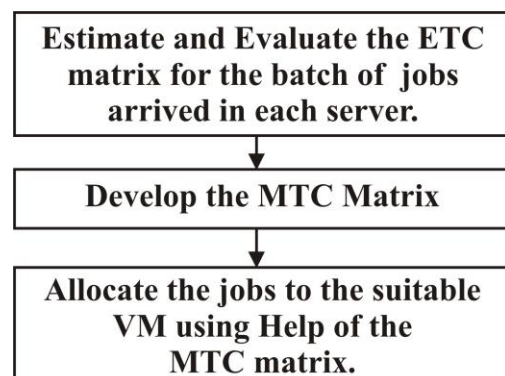 Estimate and Evaluate the ETC
matrix for the batch of jobs
arrived in each server.
Develop the MTC Matrix
Allocate the jobs to the suitable
VM using Help of the
MTC matrix.